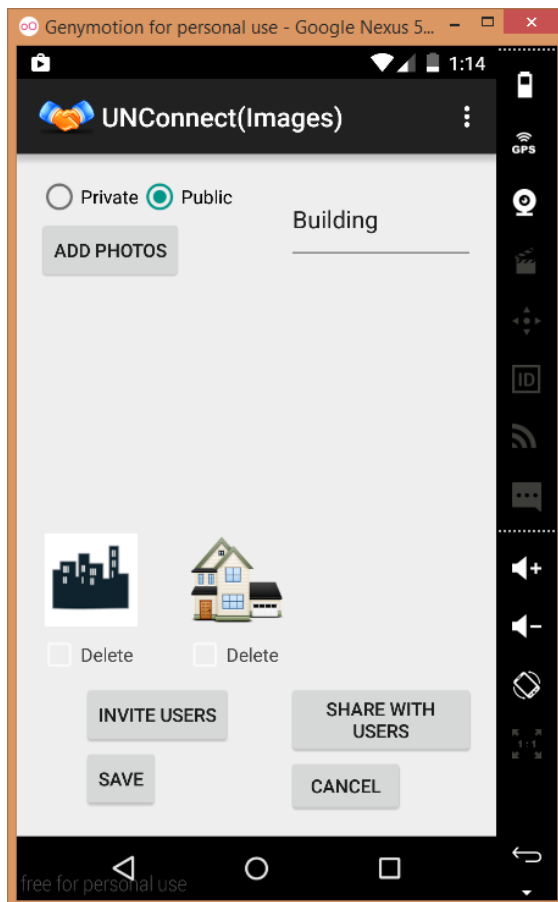 Genymotion for personal use - Google Nexus 5...
1:14
UNConnect(Images)
GPS
Private Public
Building
ADD PHOTOS
ID
Delete Delete
INVITE USERS
SHARE WITH
USERS
1:1
SAVE
CANCEL
free for personal use